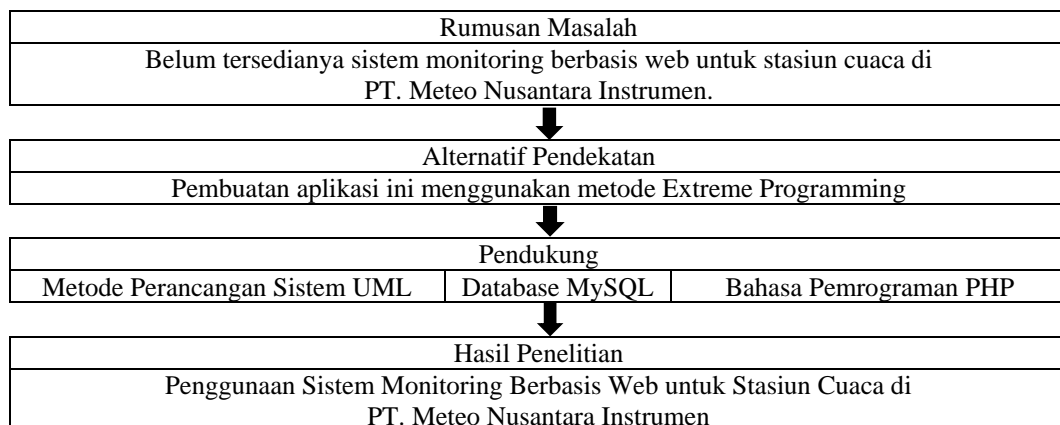 Rumusan Masalah
Belum tersedianya sistem monitoring berbasis web untuk stasiun cuaca di
PT. Meteo Nusantara Instrumen.
Alternatif Pendekatan
Pembuatan aplikasi ini menggunakan metode Extreme Programming
Pendukung
Metode Perancangan Sistem UML
Database MySQL
Bahasa Pemrograman PHP
Hasil Penelitian
Penggunaan Sistem Monitoring Berbasis Web untuk Stasiun Cuaca di
PT. Meteo Nusantara Instrumen